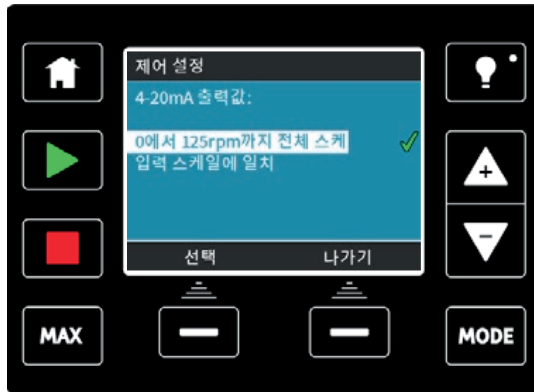 제어 설정
4-20mA 출력값:
0에서 125rpm까지 전체 스케
입력 스케일에 일치
선택 나가기
+
−
MAX
MODE